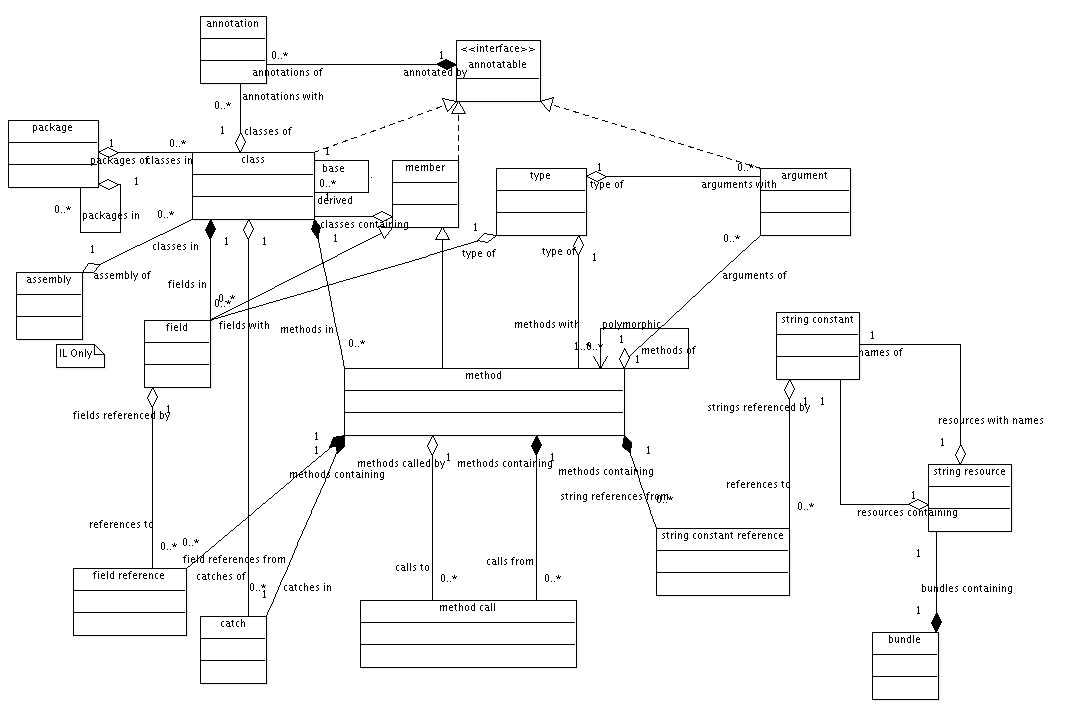 annotation
<<interface>>
annotatable
0..*
1
annotations of
annotated by
annotations with
0..*
package
1
classes of
1
0..*
packages of
classes in
class
1
base
0..*
1
derived
member
type
1
type of
0..*
arguments with
argument
1
0..*
packages in
0..*
classes containing
1
1
1
1
1
0..*
classes in
type of
type of
1
arguments of
assembly
assembly of
fields in
0..*
0..*
field
fields with
methods in
methods with
polymorphic
string constant
IL Only
0..*
1..*
0..*
1
1
methods of
1
names of
method
fields referenced by
1
strings referenced by
1
1
resources with names
1
1
1
1
1
1
methods containing
methods called by
methods containing
methods containing
string resource
references to
string references from
0..*
0..*
1
resources containing
references to
0..*
0..*
string constant reference
field references from
calls to
calls from
1
field reference
catches of
0..*
1
catches in
0..*
0..*
bundles containing
catch
method call
1
bundle